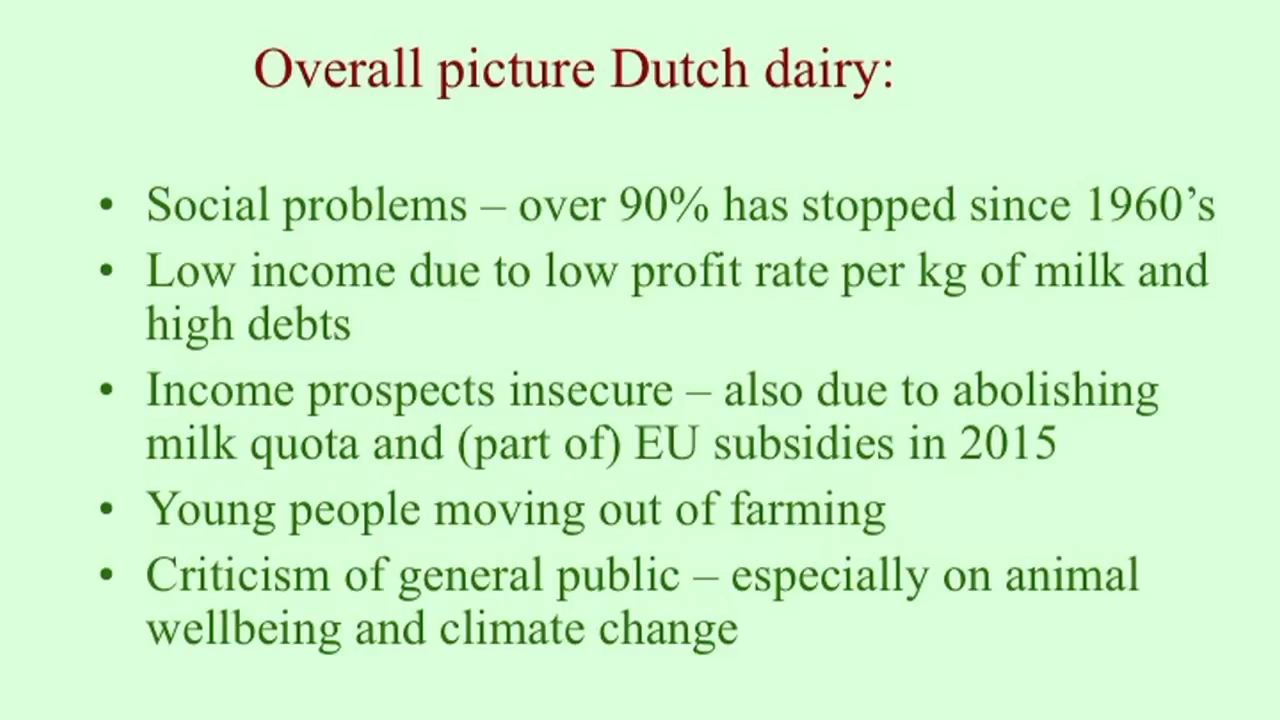 Overall picture Dutch dairy:
• Social problems – over 90% has stopped since 1960’s
• Low income due to low profit rate per kg of milk and
high debts
• Income prospects insecure – also due to abolishing
milk quota and (part of) EU subsidies in 2015
• Young people moving out of farming
• Criticism of general public – especially on animal
wellbeing and climate change